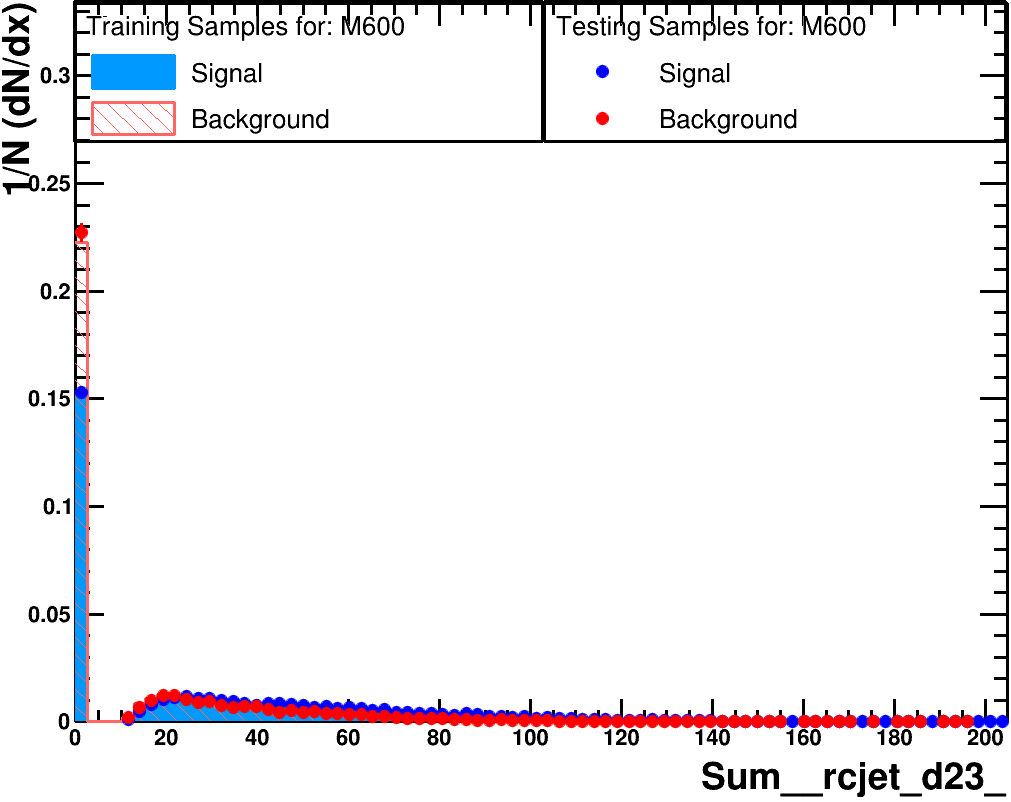 Training Samples for: M600
Signal
Background
Testing Samples for: M600
Signal
Background
1/N (dN/dx)
0.3
0.25
0.2
0.15
0.1
0.05
0
0 20 40 60 80 100 120 140 160 180 200
Sum__rcjet_d23_